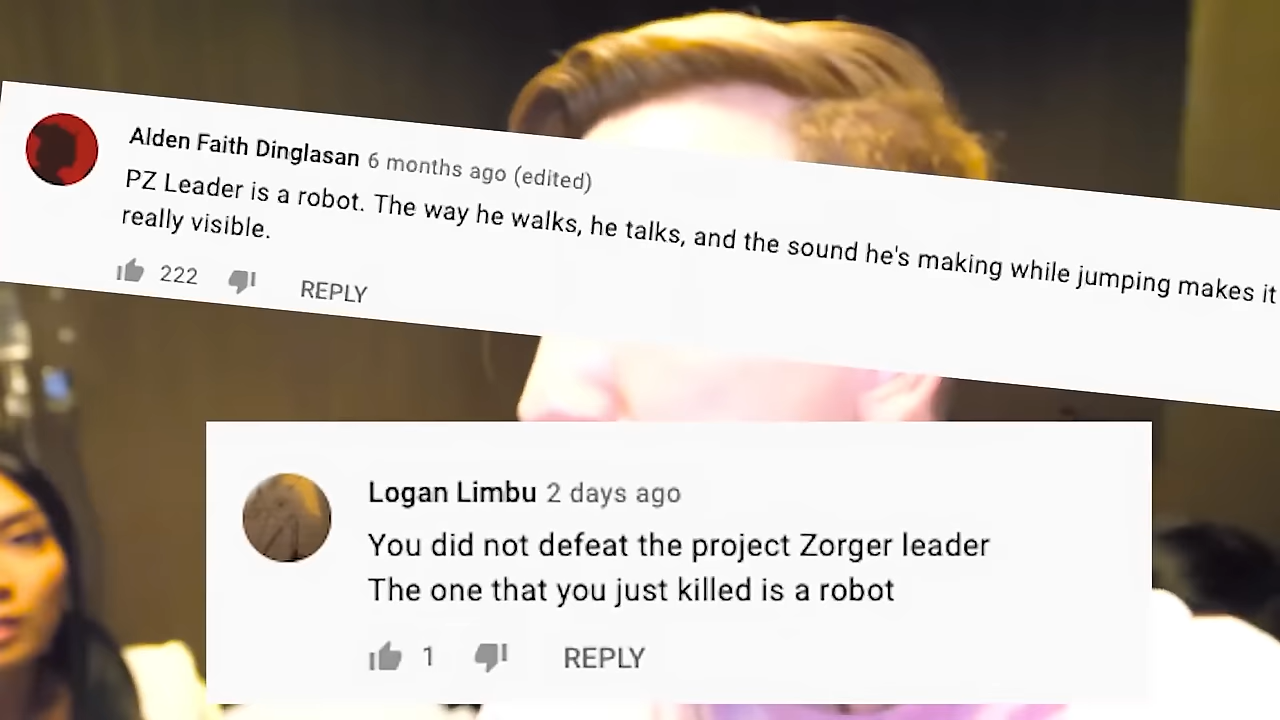 Alden Faith Dinglasan 6 months ago (edited)
PZ Leader is a robot. The way he walks, he talks, and the sound he's making while jumping makes it
really visible.
222 REPLY
Logan Limbu 2 days ago
You did not defeat the project Zorger leader
The one that you just killed is a robot
1 REPLY